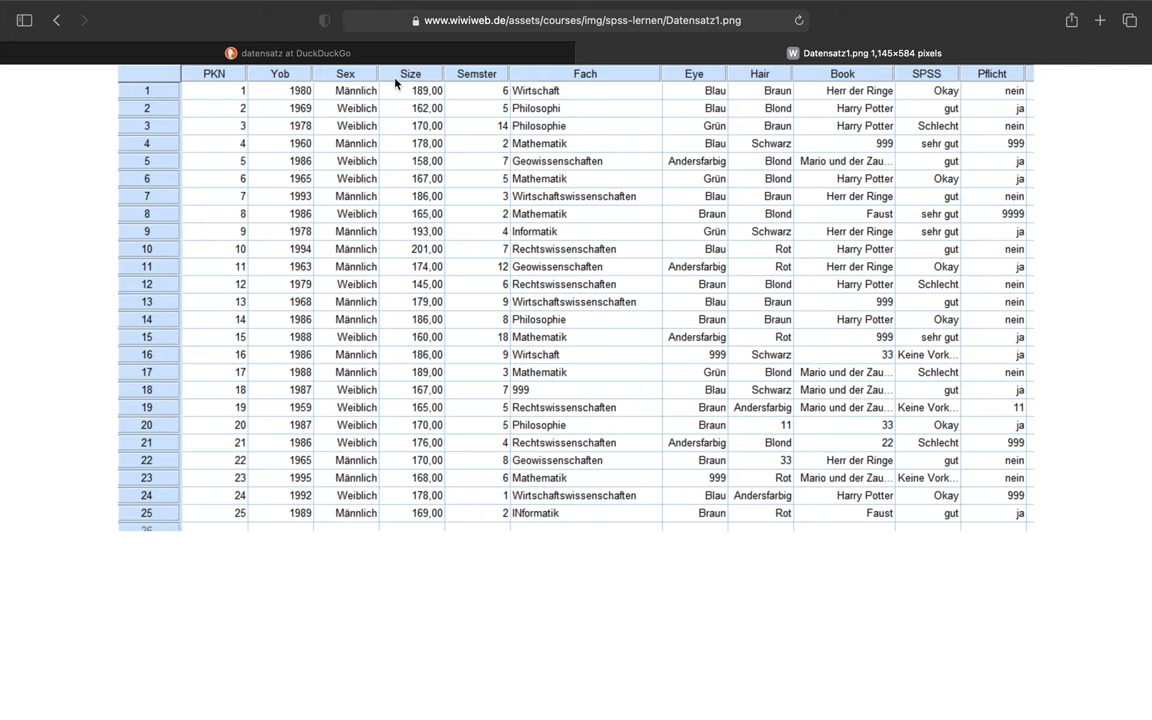 www.wiwiweb.de/assets/courses/img/spss-lernen/Datensatz1.png
datensatz at DuckDuckGo
W Datensatz1.png 1,145×584 pixels
PKN Yob Sex Size Semster Fach Eye Hair Book SPSS Pflicht
1 1 1980 Männlich 189,00 6 Wirtschaft Blau Braun Herr der Ringe Okay nein
2 2 1969 Weiblich 162,00 5 Philosophi Blau Blond Harry Potter gut ja
3 3 1978 Weiblich 170,00 14 Philosophie Grün Braun Harry Potter Schlecht nein
4 4 1960 Männlich 178,00 2 Mathematik Blau Schwarz 999 sehr gut 999
5 5 1986 Weiblich 158,00 7 Geowissenschaften Andersfarbig Blond Mario und der Zau... gut ja
6 6 1965 Weiblich 167,00 5 Mathematik Grün Blond Harry Potter Okay ja
7 7 1993 Männlich 186,00 3 Wirtschaftswissenschaften Blau Braun Herr der Ringe gut nein
8 8 1986 Weiblich 165,00 2 Mathematik Braun Blond Faust sehr gut 9999
9 9 1978 Männlich 193,00 4 Informatik Grün Schwarz Herr der Ringe sehr gut ja
10 10 1994 Männlich 201,00 7 Rechtswissenschaften Blau Rot Harry Potter gut nein
11 11 1963 Männlich 174,00 12 Geowissenschaften Andersfarbig Rot Herr der Ringe Okay ja
12 12 1979 Weiblich 145,00 6 Rechtswissenschaften Braun Blond Harry Potter Schlecht nein
13 13 1968 Männlich 179,00 9 Wirtschaftswissenschaften Blau Braun 999 gut nein
14 14 1986 Männlich 186,00 8 Philosophie Braun Braun Harry Potter Okay ja
15 15 1988 Weiblich 160,00 18 Mathematik Andersfarbig Rot 999 sehr gut ja
16 16 1986 Männlich 186,00 9 Wirtschaft 999 Schwarz 33 Keine Vork... ja
17 17 1988 Männlich 189,00 3 Mathematik Grün Blond Mario und der Zau... Schlecht nein
18 18 1987 Weiblich 167,00 7 999 Blau Schwarz Mario und der Zau... gut ja
19 19 1959 Weiblich 165,00 5 Rechtswissenschaften Braun Andersfarbig Mario und der Zau... Keine Vork... 11
20 20 1987 Weiblich 170,00 5 Philosophie Braun 11 33 Okay ja
21 21 1986 Weiblich 176,00 4 Rechtswissenschaften Andersfarbig Blond 22 Schlecht 999
22 22 1965 Männlich 170,00 8 Geowissenschaften Braun 33 Herr der Ringe gut nein
23 23 1995 Männlich 168,00 6 Mathematik 999 Rot Mario und der Zau... Keine Vork... nein
24 24 1992 Weiblich 178,00 1 Wirtschaftswissenschaften Blau Andersfarbig Harry Potter Okay 999
25 25 1989 Männlich 169,00 2 INformatik Braun Rot Faust gut ja